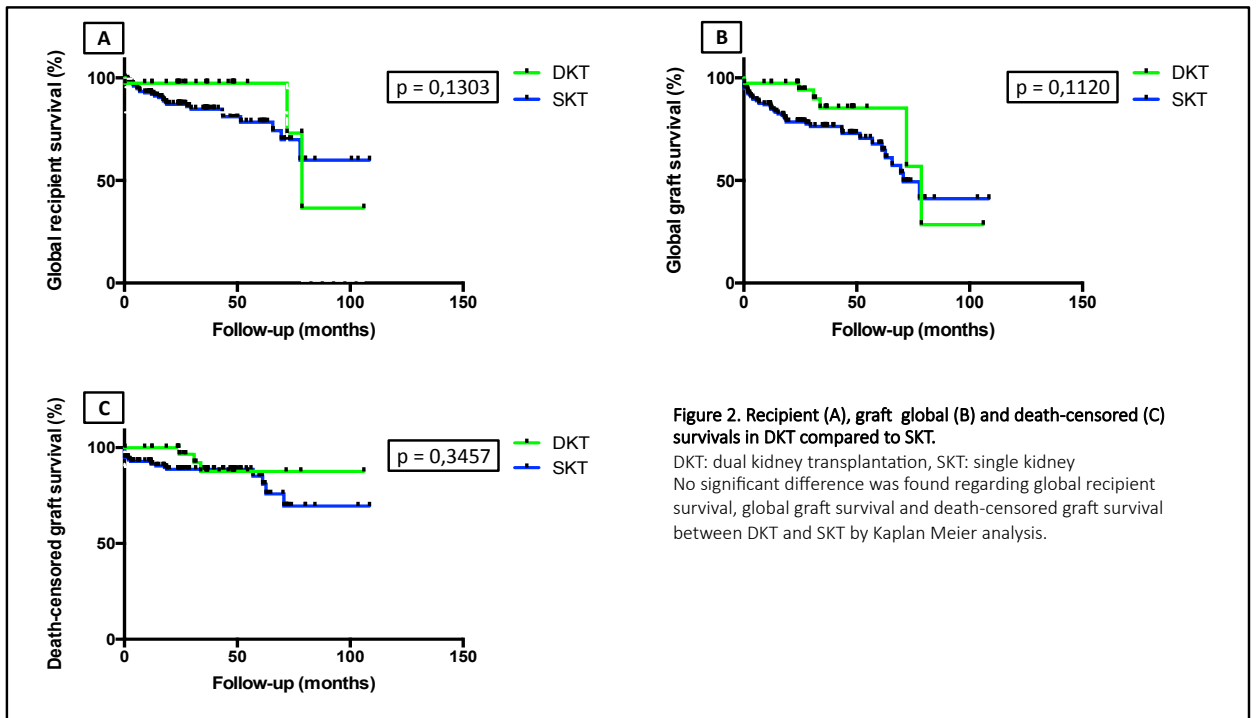 A
Global recipient survival (%)
100
50
0
0 50 100 150
Follow-up (months)
p = 0,1303
DKT
SKT
B
Global graft survival (%)
100
50
0
0 50 100 150
Follow-up (months)
p = 0,1120
DKT
SKT
C
Death-censored graft survival (%)
100
50
0
0 50 100 150
Follow-up (months)
p = 0,3457
DKT
SKT
Figure 2. Recipient (A), graft global (B) and death-censored (C)
survivals in DKT compared to SKT.
DKT: dual kidney transplantation, SKT: single kidney
No significant difference was found regarding global recipient
survival, global graft survival and death-censored graft survival
between DKT and SKT by Kaplan Meier analysis.